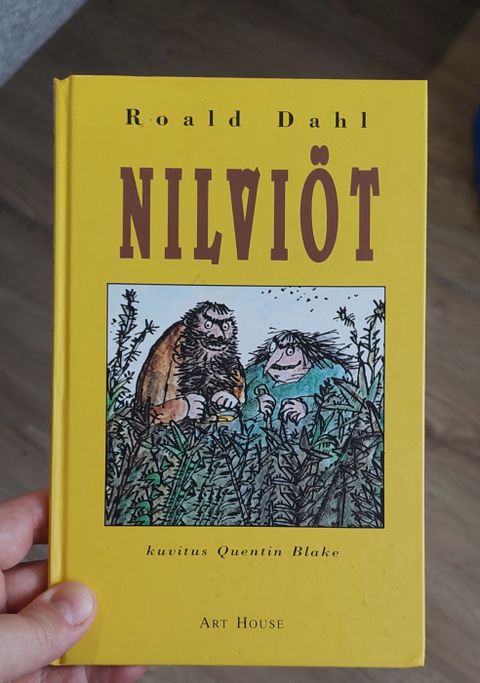 Roald Dahl
NILVIÖT
kuvitus Quentin Blake
ART HOUSE